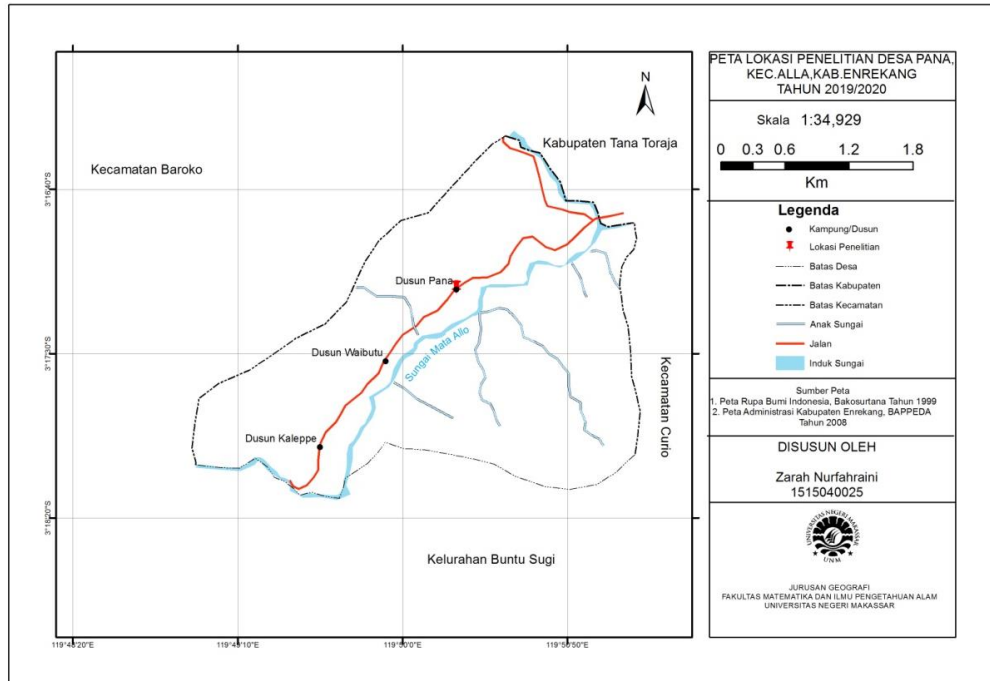 N
Kabupaten Tana Toraja
Kecamatan Baroko
Dusun Pana
Dusun Waibutu
Sungai Mata Allo
Dusun Kaleppe
Kecamatan Curio
Kelurahan Buntu Sugi
3°16'40"S
3°17'30"S
3°18'20"S
119°48'20"E
119°49'10"E
119°50'0"E
119°50'50"E
PETA LOKASI PENELITIAN DESA PANA,
KEC.ALLA,KAB.ENREKANG
TAHUN 2019/2020
Skala 1:34,929
0 0.3 0.6 1.2 1.8
Km
Legenda
Kampung/Dusun
Lokasi Penelitian
Batas Desa
Batas Kabupaten
Batas Kecamatan
Anak Sungai
Jalan
Induk Sungai
Sumber Peta
1. Peta Rupa Bumi Indonesia, Bakosurtana Tahun 1999
2. Peta Administrasi Kabupaten Enrekang, BAPPEDA
Tahun 2008
DISUSUN OLEH
Zarah Nurfahraini
1515040025
UNIVERSITAS NEGERI MAKASSAR
UNM
JURUSAN GEOGRAFI
FAKULTAS MATEMATIKA DAN ILMU PENGETAHUAN ALAM
UNIVERSITAS NEGERI MAKASSAR